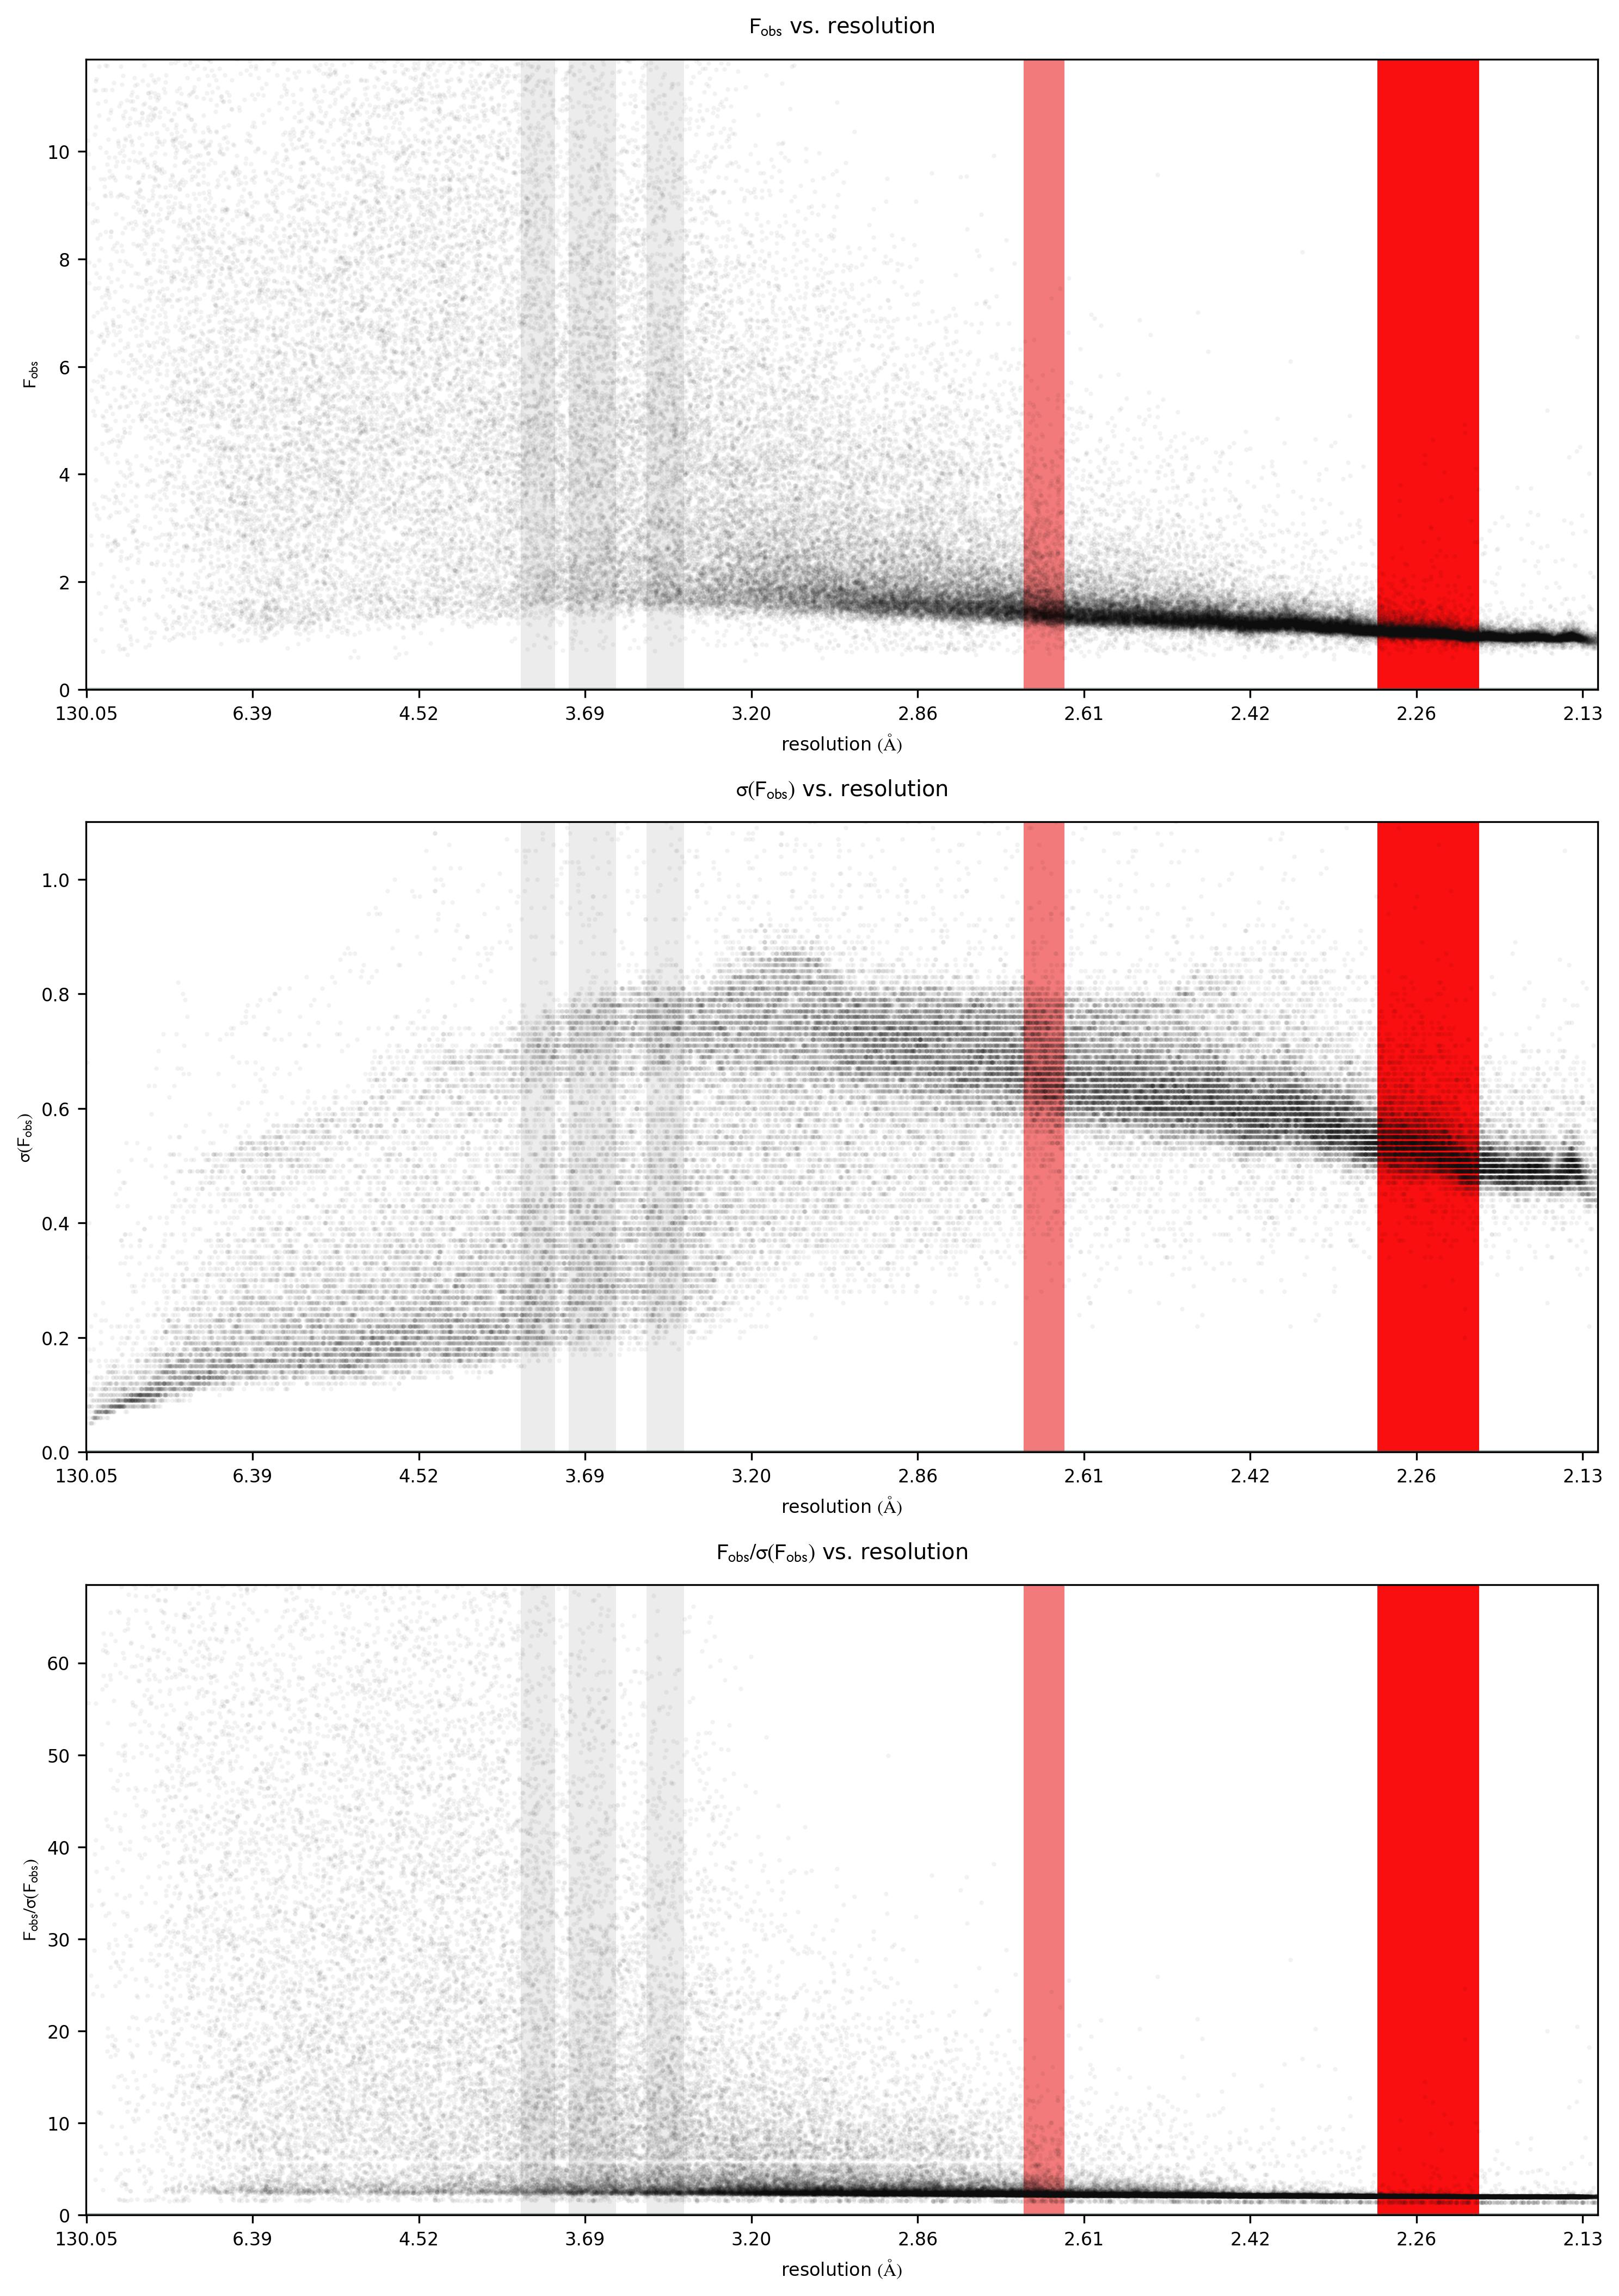 Fobs vs. resolution
10
8
6
4
2
0
Fobs
130.05 6.39 4.52 3.69 3.20 2.86 2.61 2.42 2.26 2.13
resolution (Å)
σ(Fobs) vs. resolution
1.0
0.8
0.6
0.4
0.2
0.0
σ(Fobs)
130.05 6.39 4.52 3.69 3.20 2.86 2.61 2.42 2.26 2.13
resolution (Å)
Fobs/σ(Fobs) vs. resolution
60
50
40
30
20
10
0
Fobs/σ(Fobs)
130.05 6.39 4.52 3.69 3.20 2.86 2.61 2.42 2.26 2.13
resolution (Å)